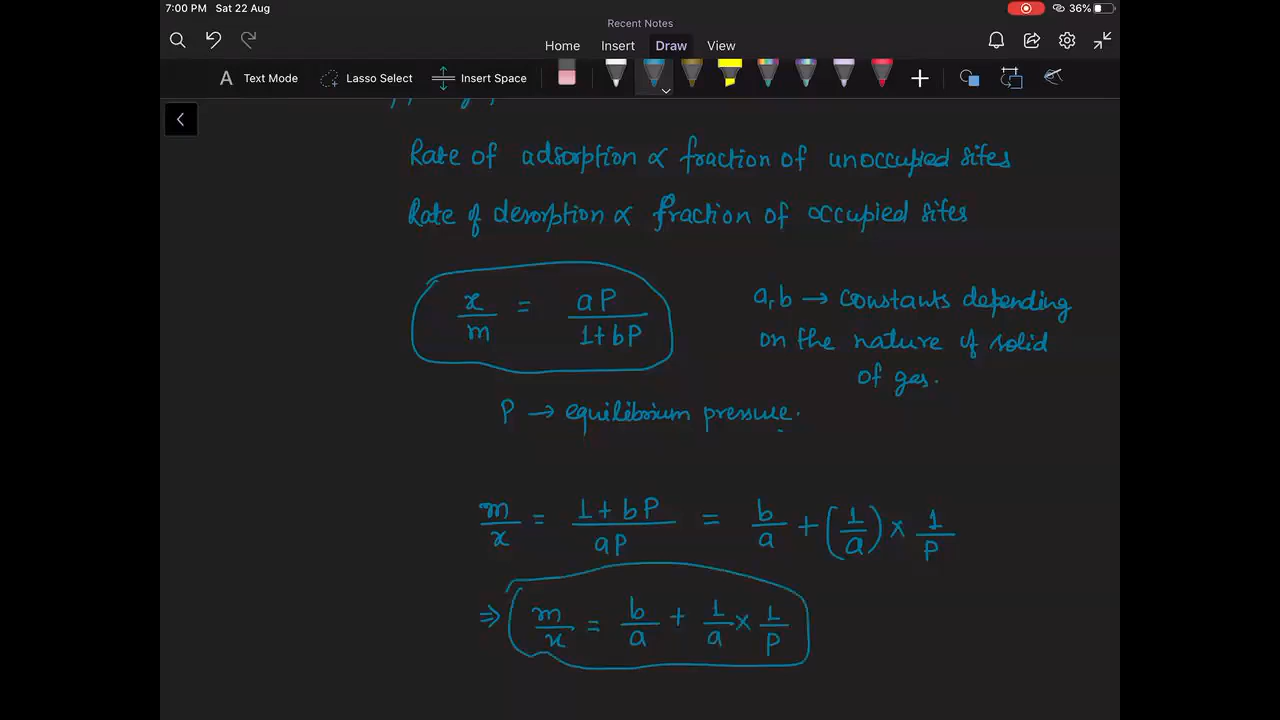 7:00 PM Sat 22 Aug
36%
Recent Notes
Home Insert Draw View
Text Mode Lasso Select Insert Space
Rate of adsorption ∝ fraction of unoccupied sites
Rate of desorption ∝ fraction of occupied sites
x/m = aP/(1+bP)
a, b → constants depending
on the nature of solid
of gas.
P → equilibrium pressure.
m/x = (1+bP)/(aP) = b/a + (1/a) × 1/P
⇒ m/x = b/a + 1/a × 1/P